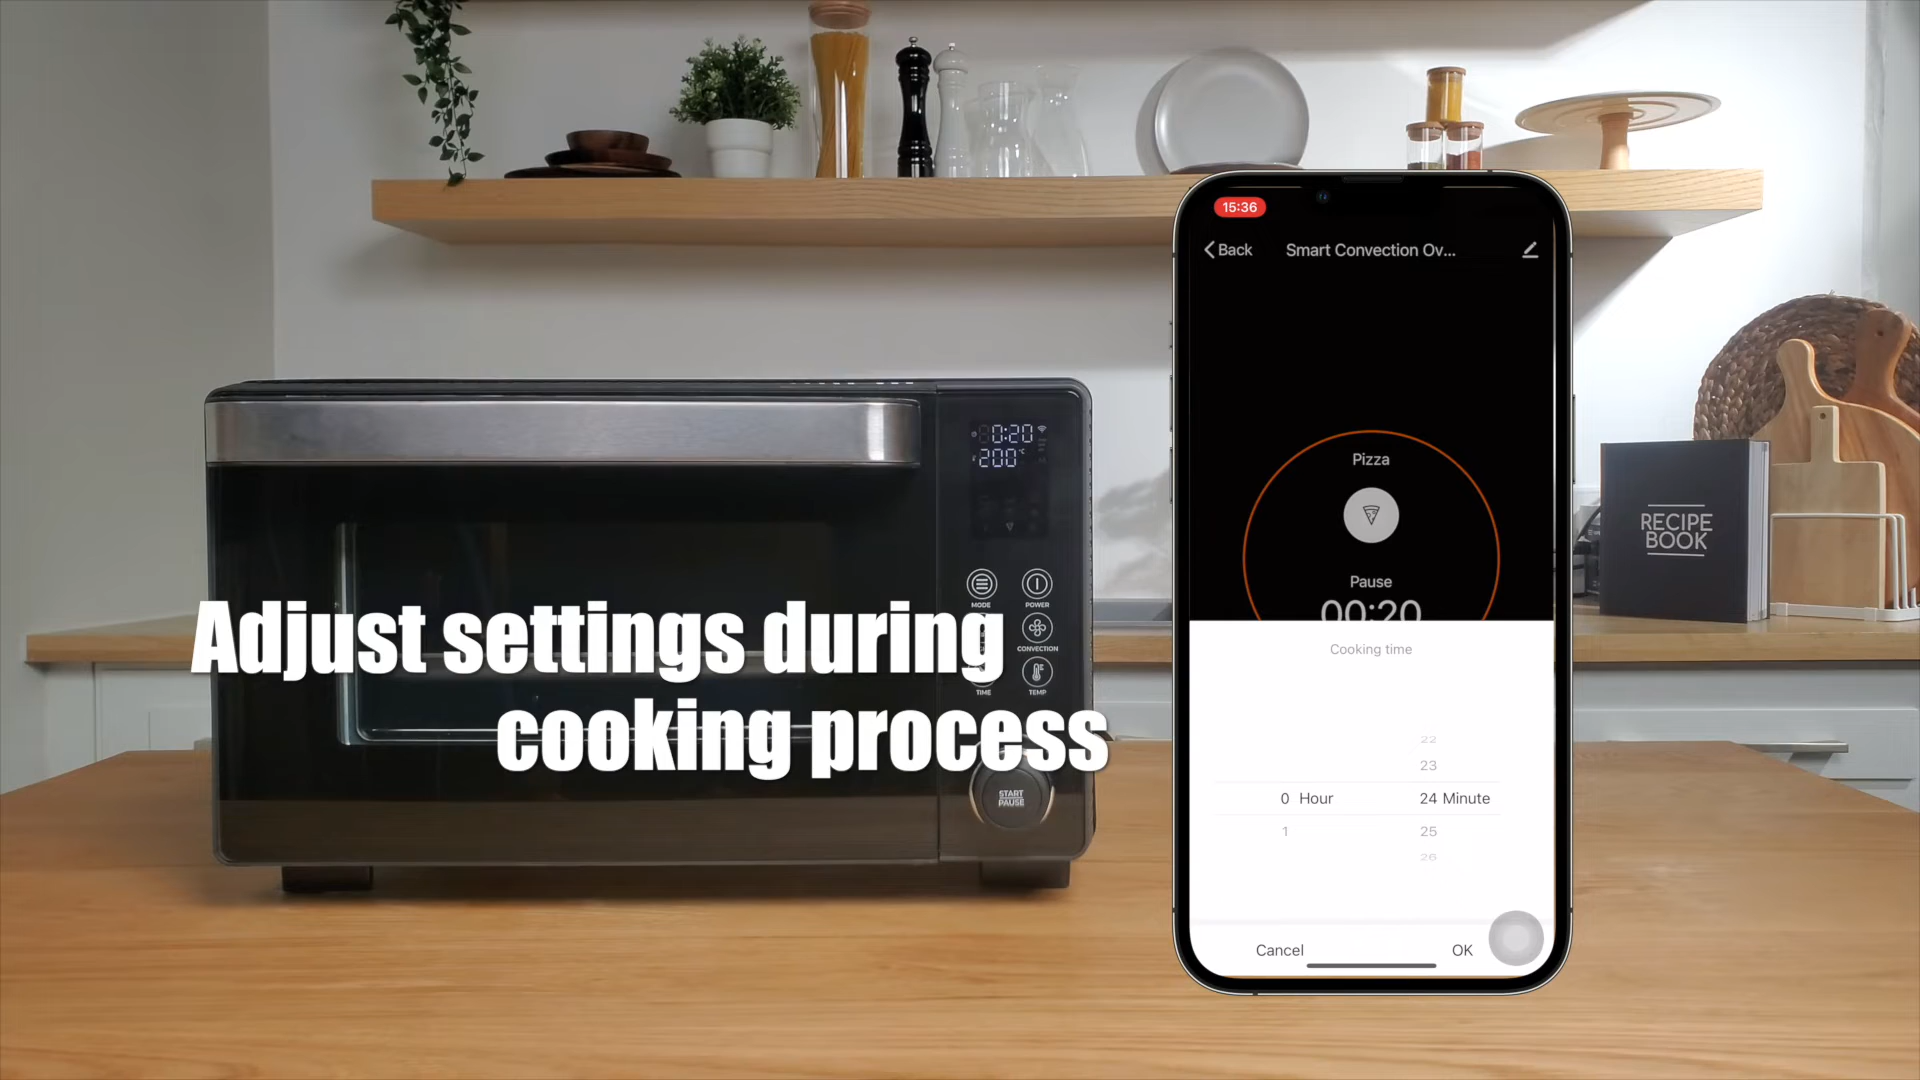 15:36
Back
Smart Convection Ov...
Pizza
Pause
00:20
Cooking time
22
23
0 Hour
24 Minute
1
25
26
Cancel
OK
0:20
200°C
MODE
POWER
CONVECTION
TIME
TEMP
START
PAUSE
Adjust settings during
cooking process
RECIPE
BOOK